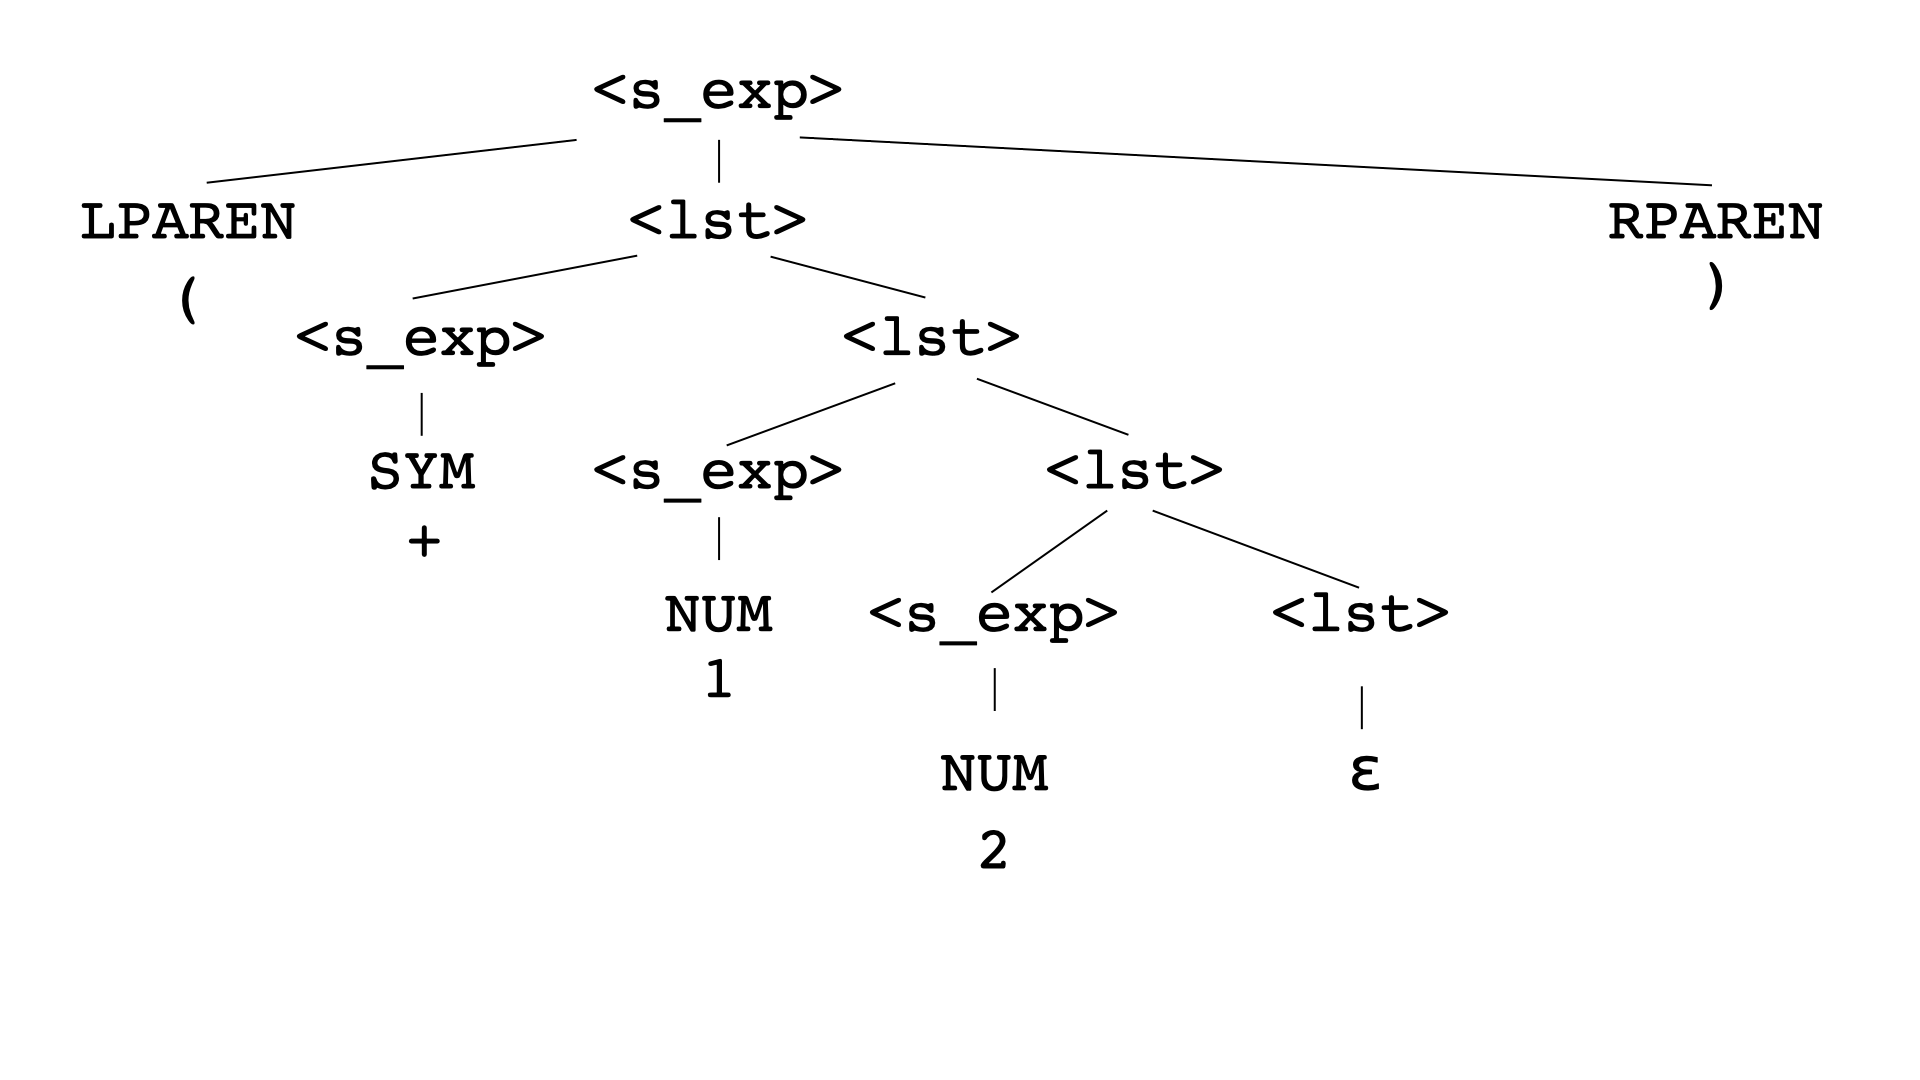 <s_exp>
LPAREN <lst> RPAREN
( )
<s_exp> <lst>
SYM <s_exp> <lst>
+
NUM <s_exp> <lst>
1
NUM ε
2